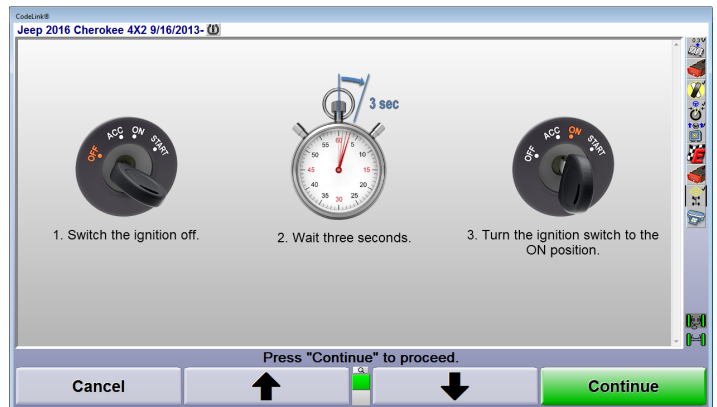 CodeLink®
Jeep 2016 Cherokee 4X2 9/16/2013-
OFF ACC ON START
3 sec
60 5 10 15 20 25 30 35 40 45 50 55
OFF ACC ON START
1. Switch the ignition off.
2. Wait three seconds.
3. Turn the ignition switch to the
ON position.
Press "Continue" to proceed.
Cancel
Continue